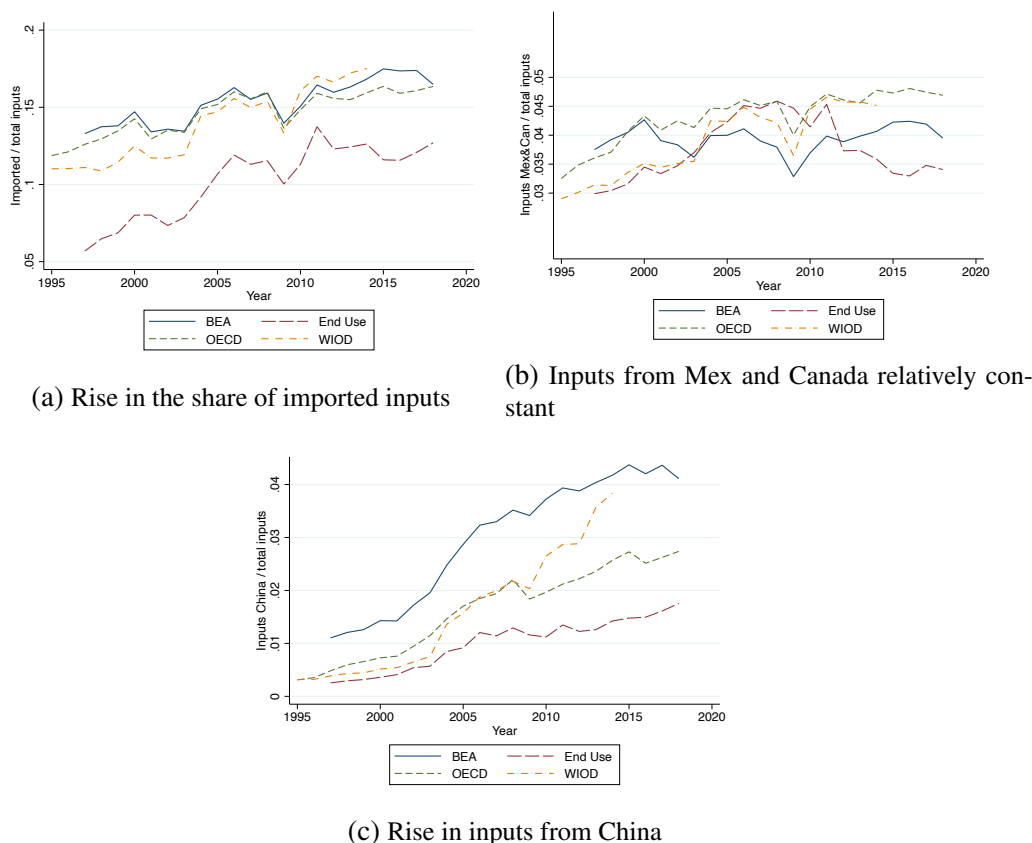 Imported / total inputs
.2
.15
.1
.05
1995 2000 2005 2010 2015 2020
Year
BEA End Use
OECD WIOD
(a) Rise in the share of imported inputs
Inputs Mex&Can / total inputs
.05
.045
.04
.035
.03
1995 2000 2005 2010 2015 2020
Year
BEA End Use
OECD WIOD
(b) Inputs from Mex and Canada relatively con-
stant
Inputs China / total inputs
.04
.03
.02
.01
0
1995 2000 2005 2010 2015 2020
Year
BEA End Use
OECD WIOD
(c) Rise in inputs from China